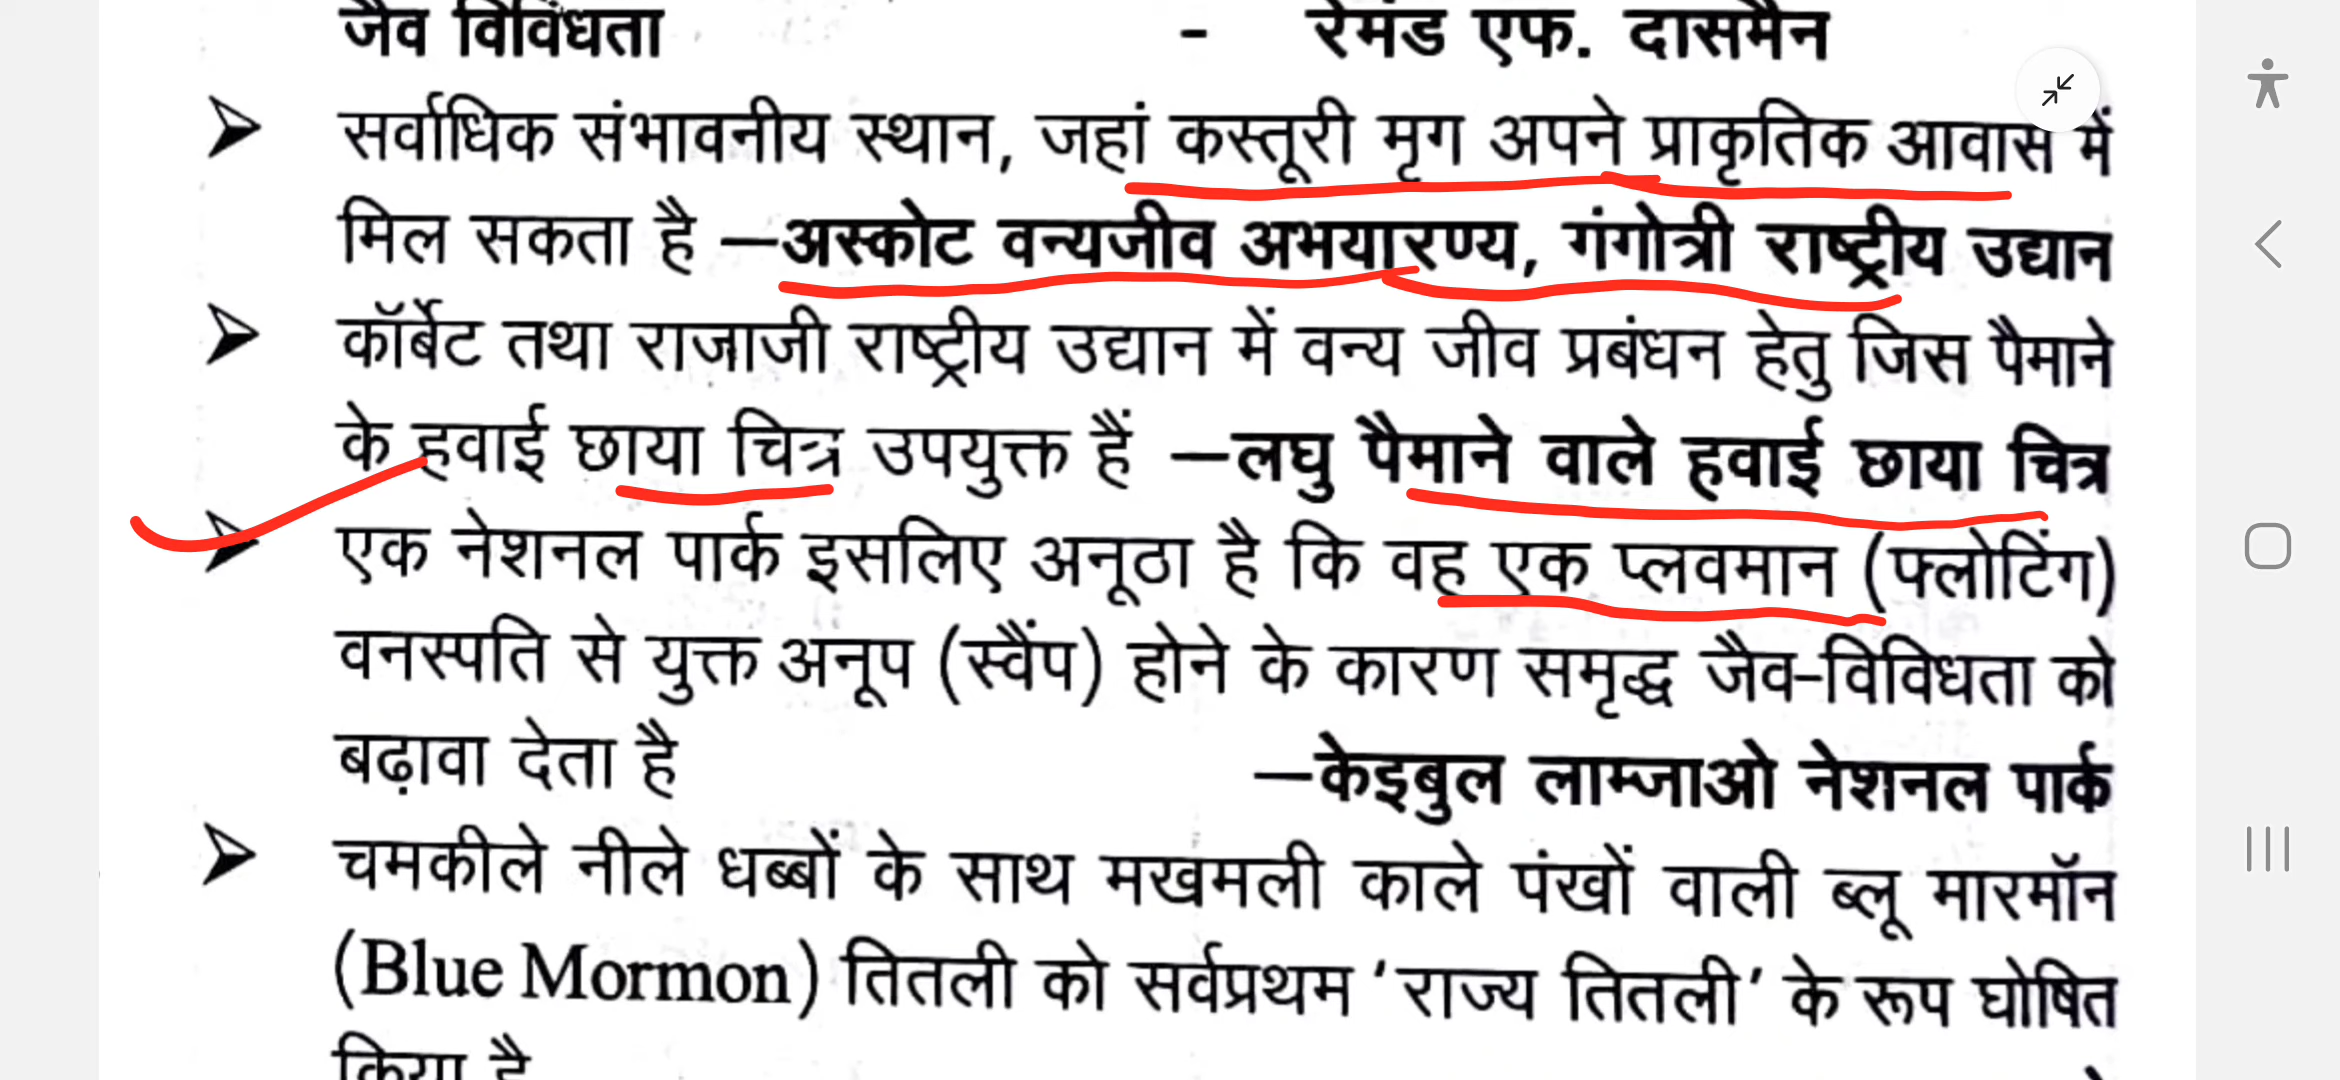 जैव विविधता - रेमंड एफ. दासमैन
➢ सर्वाधिक संभावनीय स्थान, जहां कस्तूरी मृग अपने प्राकृतिक आवास में
मिल सकता है —अस्कोट वन्यजीव अभयारण्य, गंगोत्री राष्ट्रीय उद्यान
➢ कॉर्बेट तथा राजाजी राष्ट्रीय उद्यान में वन्य जीव प्रबंधन हेतु जिस पैमाने
के हवाई छाया चित्र उपयुक्त हैं —लघु पैमाने वाले हवाई छाया चित्र
➢ एक नेशनल पार्क इसलिए अनूठा है कि वह एक प्लवमान (फ्लोटिंग)
वनस्पति से युक्त अनूप (स्वैंप) होने के कारण समृद्ध जैव-विविधता को
बढ़ावा देता है —केइबुल लाम्जाओ नेशनल पार्क
➢ चमकीले नीले धब्बों के साथ मखमली काले पंखों वाली ब्लू मारमॉन
(Blue Mormon) तितली को सर्वप्रथम ‘राज्य तितली’ के रूप घोषित
किया है